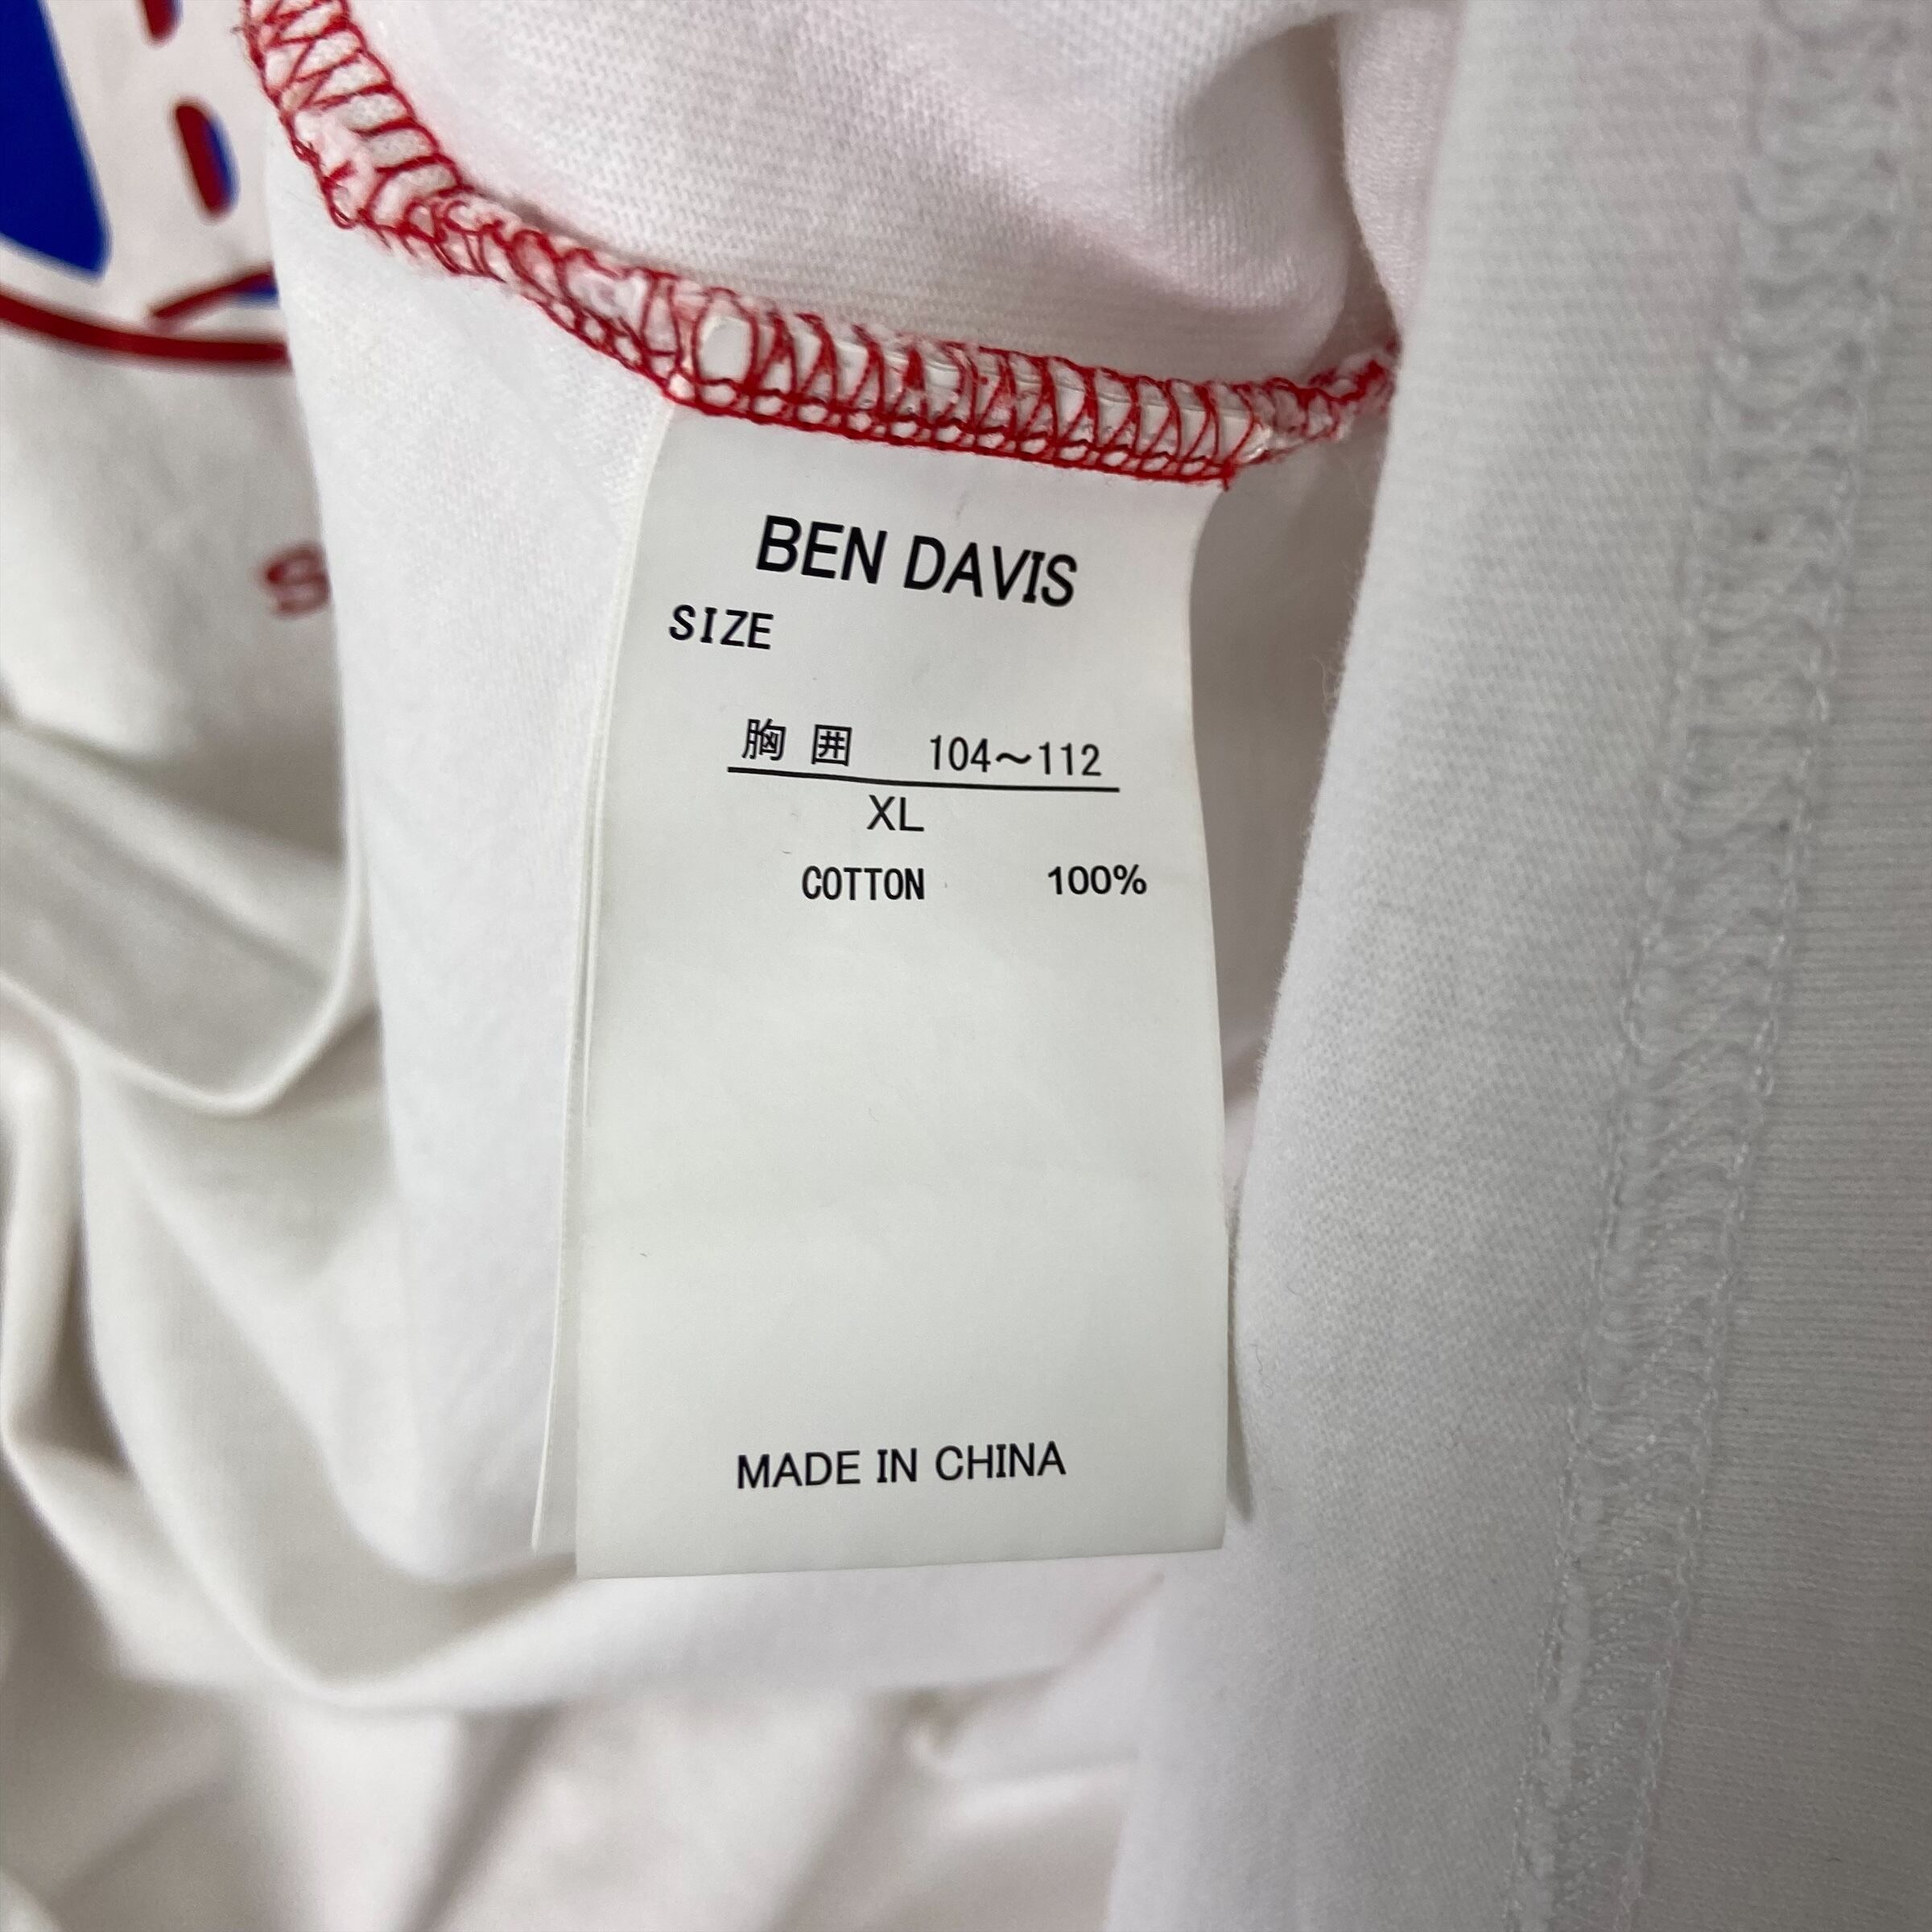 BEN DAVIS
SIZE
胸 囲 104～112
XL
COTTON 100%
MADE IN CHINA
S